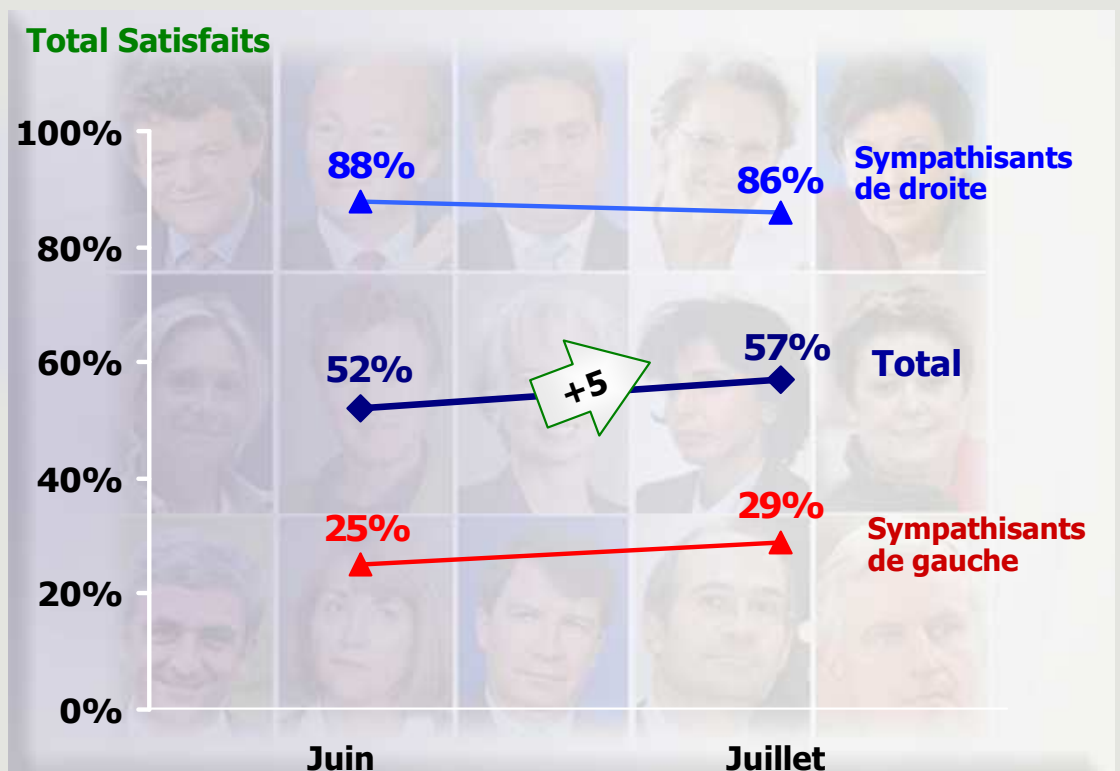 Total Satisfaits
100%
88%
86%
Sympathisants
de droite
80%
60%
52%
+5
57%
Total
40%
25%
29%
Sympathisants
de gauche
20%
0%
Juin
Juillet